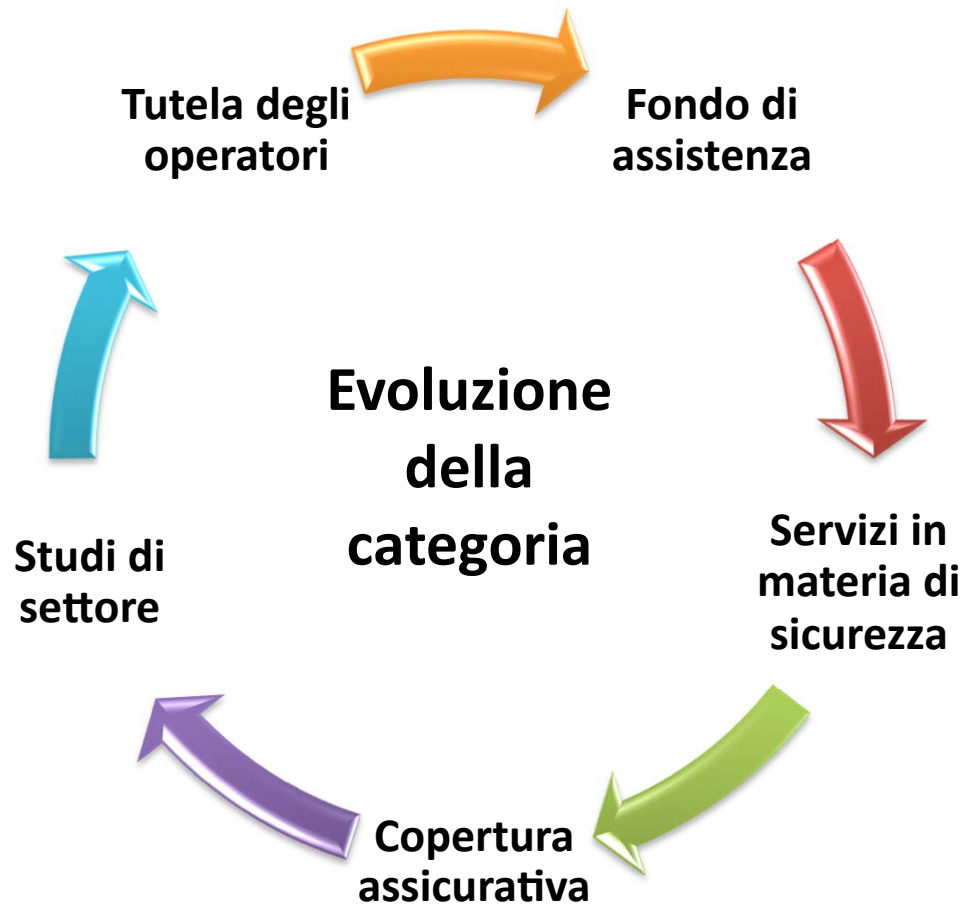 Tutela degli
operatori
Fondo di
assistenza
Evoluzione
della
categoria
Servizi in
materia di
sicurezza
Studi di
settore
Copertura
assicurativa